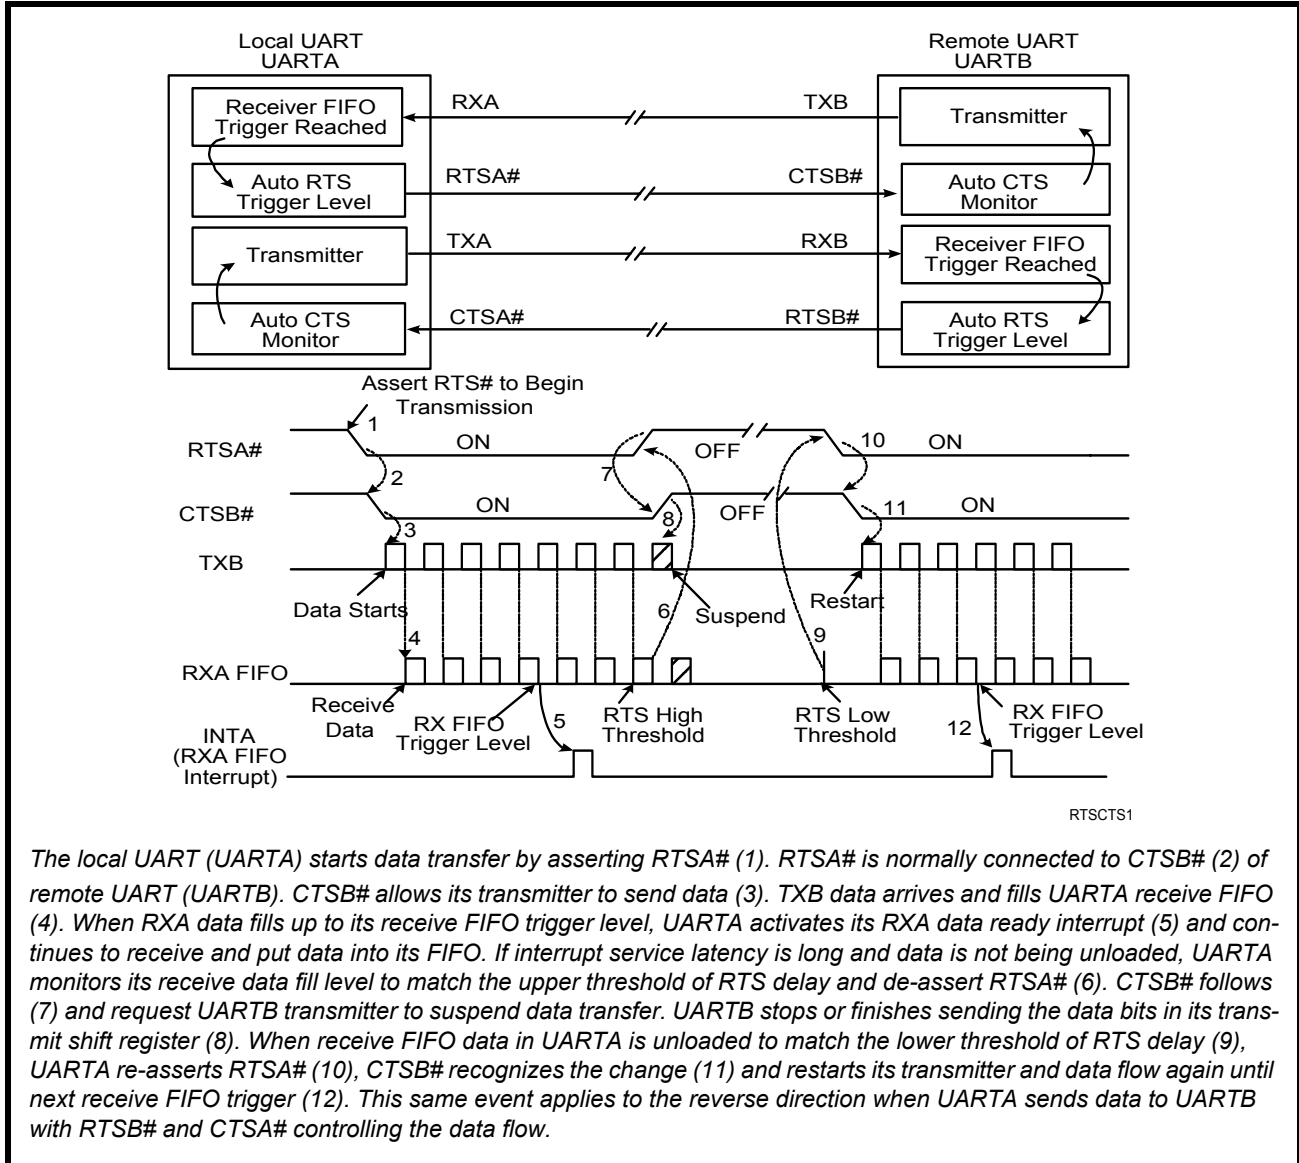 Local UART
UARTA
Remote UART
UARTB
Receiver FIFO
Trigger Reached
RXA
TXB
Transmitter
Auto RTS
Trigger Level
RTSA#
CTSB#
Auto CTS
Monitor
Transmitter
TXA
RXB
Receiver FIFO
Trigger Reached
Auto CTS
Monitor
CTSA#
RTSB#
Auto RTS
Trigger Level
Assert RTS# to Begin
Transmission
1
RTSA#
ON
OFF
10
ON
2
7
CTSB#
ON
8
OFF
11
ON
3
TXB
Data Starts
Suspend
Restart
4
6
9
RXA FIFO
Receive
Data
RX FIFO
Trigger Level
5
RTS High
Threshold
RTS Low
Threshold
12
RX FIFO
Trigger Level
INTA
(RXA FIFO
Interrupt)
RTSCTS1
The local UART (UARTA) starts data transfer by asserting RTSA# (1). RTSA# is normally connected to CTSB# (2) of
remote UART (UARTB). CTSB# allows its transmitter to send data (3). TXB data arrives and fills UARTA receive FIFO
(4). When RXA data fills up to its receive FIFO trigger level, UARTA activates its RXA data ready interrupt (5) and con-
tinues to receive and put data into its FIFO. If interrupt service latency is long and data is not being unloaded, UARTA
monitors its receive data fill level to match the upper threshold of RTS delay and de-assert RTSA# (6). CTSB# follows
(7) and request UARTB transmitter to suspend data transfer. UARTB stops or finishes sending the data bits in its trans-
mit shift register (8). When receive FIFO data in UARTA is unloaded to match the lower threshold of RTS delay (9),
UARTA re-asserts RTSA# (10), CTSB# recognizes the change (11) and restarts its transmitter and data flow again until
next receive FIFO trigger (12). This same event applies to the reverse direction when UARTA sends data to UARTB
with RTSB# and CTSA# controlling the data flow.